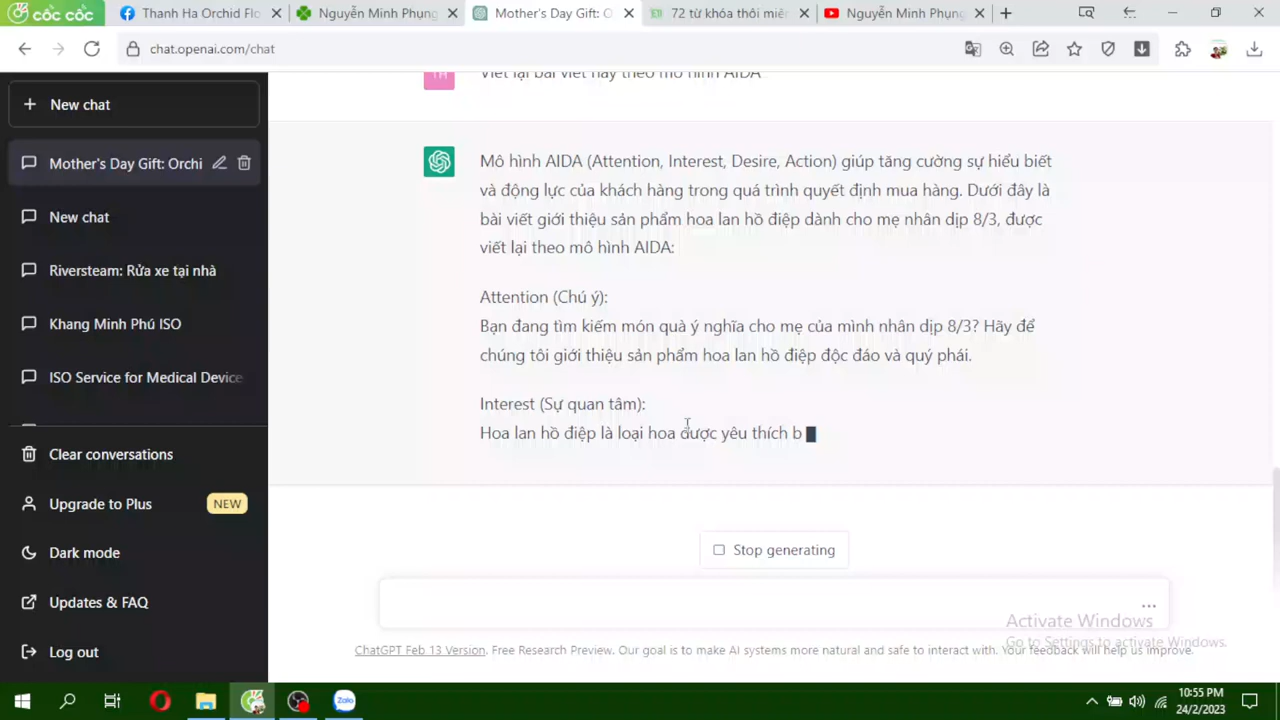 cốc cốc
Thanh Ha Orchid Flo
Nguyễn Minh Phụng
Mother's Day Gift: O
72 từ khóa thôi miên
Nguyễn Minh Phụng
chat.openai.com/chat
New chat
Mother's Day Gift: Orchi
New chat
Riversteam: Rửa xe tại nhà
Khang Minh Phú ISO
ISO Service for Medical Device
Clear conversations
Upgrade to Plus NEW
Dark mode
Updates & FAQ
Log out
TH
Viết lại bài viết này theo mô hình AIDA
Mô hình AIDA (Attention, Interest, Desire, Action) giúp tăng cường sự hiểu biết
và động lực của khách hàng trong quá trình quyết định mua hàng. Dưới đây là
bài viết giới thiệu sản phẩm hoa lan hồ điệp dành cho mẹ nhân dịp 8/3, được
viết lại theo mô hình AIDA:
Attention (Chú ý):
Bạn đang tìm kiếm món quà ý nghĩa cho mẹ của mình nhân dịp 8/3? Hãy để
chúng tôi giới thiệu sản phẩm hoa lan hồ điệp độc đáo và quý phái.
Interest (Sự quan tâm):
Hoa lan hồ điệp là loại hoa được yêu thích b
Stop generating
Activate Windows
Go to Settings to activate Windows.
ChatGPT Feb 13 Version. Free Research Preview. Our goal is to make AI systems more natural and safe to interact with. Your feedback will help us improve.
Zalo
10:55 PM
24/2/2023